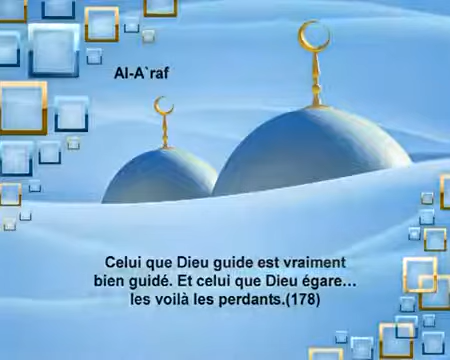 Al-A`raf
Celui que Dieu guide est vraiment
bien guidé. Et celui que Dieu égare...
les voilà les perdants.(178)